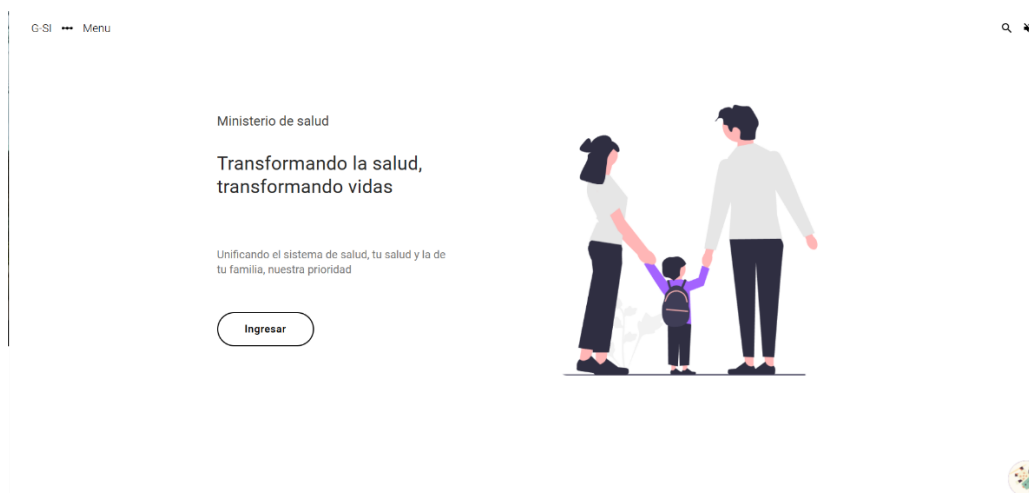 G-SI ••• Menu
Ministerio de salud
Transformando la salud,
transformando vidas
Unificando el sistema de salud, tu salud y la de
tu familia, nuestra prioridad
Ingresar